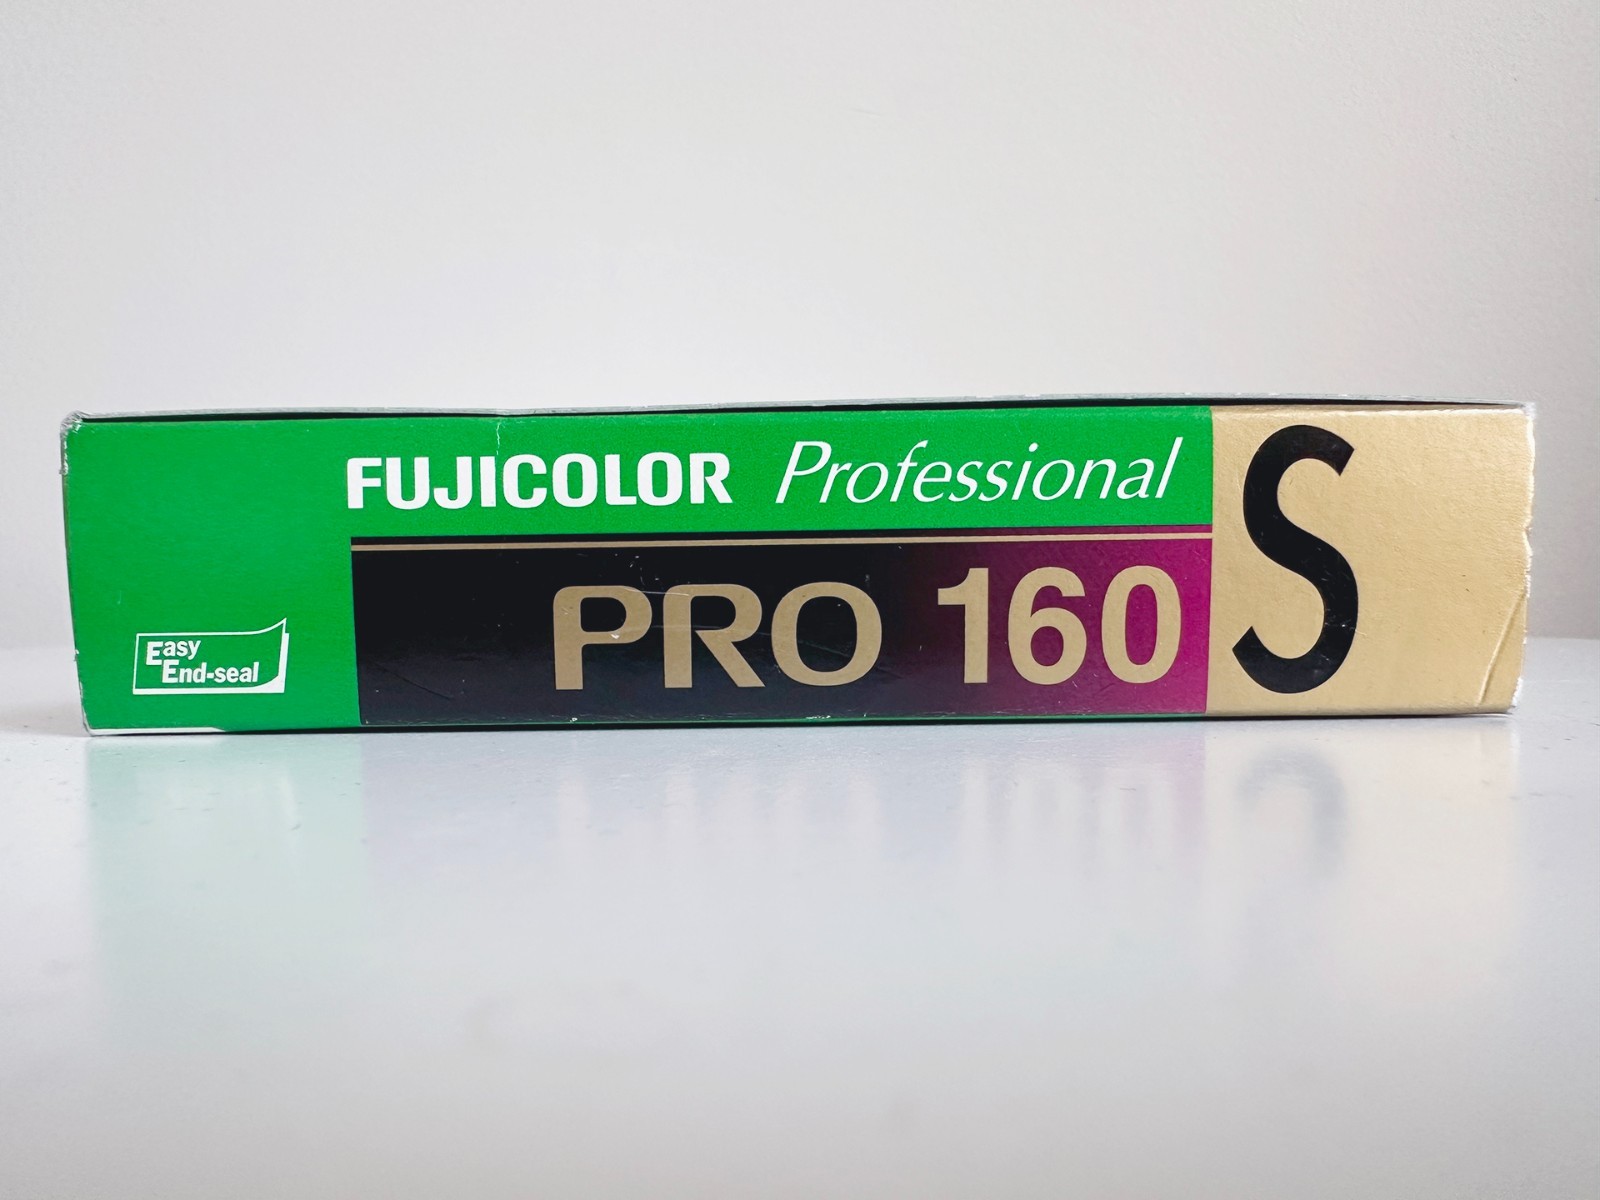 FUJICOLOR Professional
PRO 160 S
Easy
End-seal